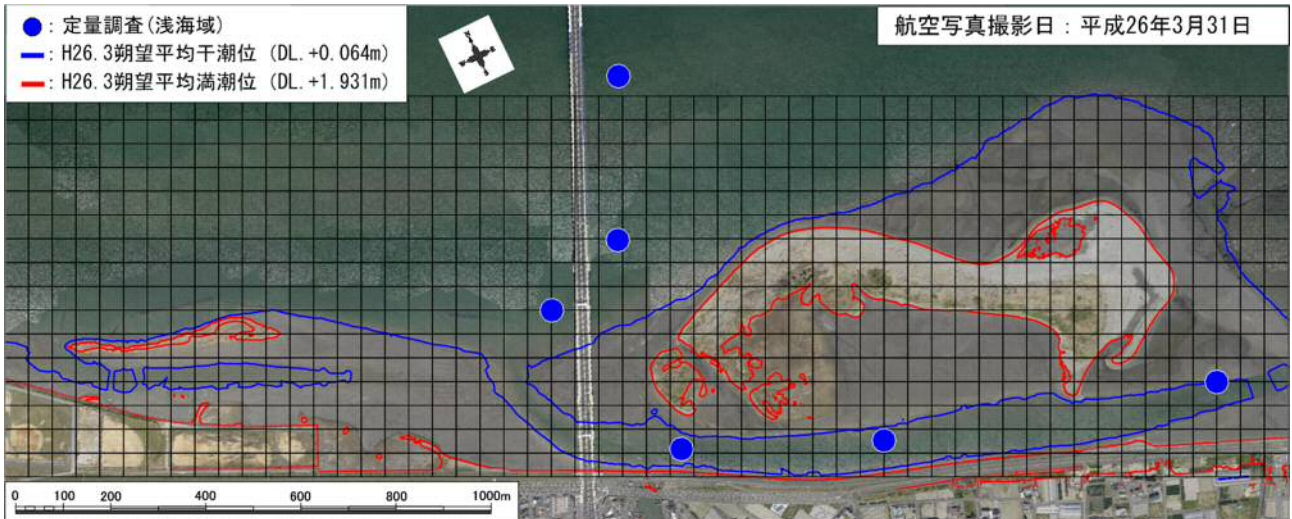 ●：定量調査(浅海域)
：H26.3朔望平均干潮位 (DL.+0.064m)
：H26.3朔望平均満潮位 (DL.+1.931m)
航空写真撮影日：平成26年3月31日
0 100 200 400 600 800 1000m